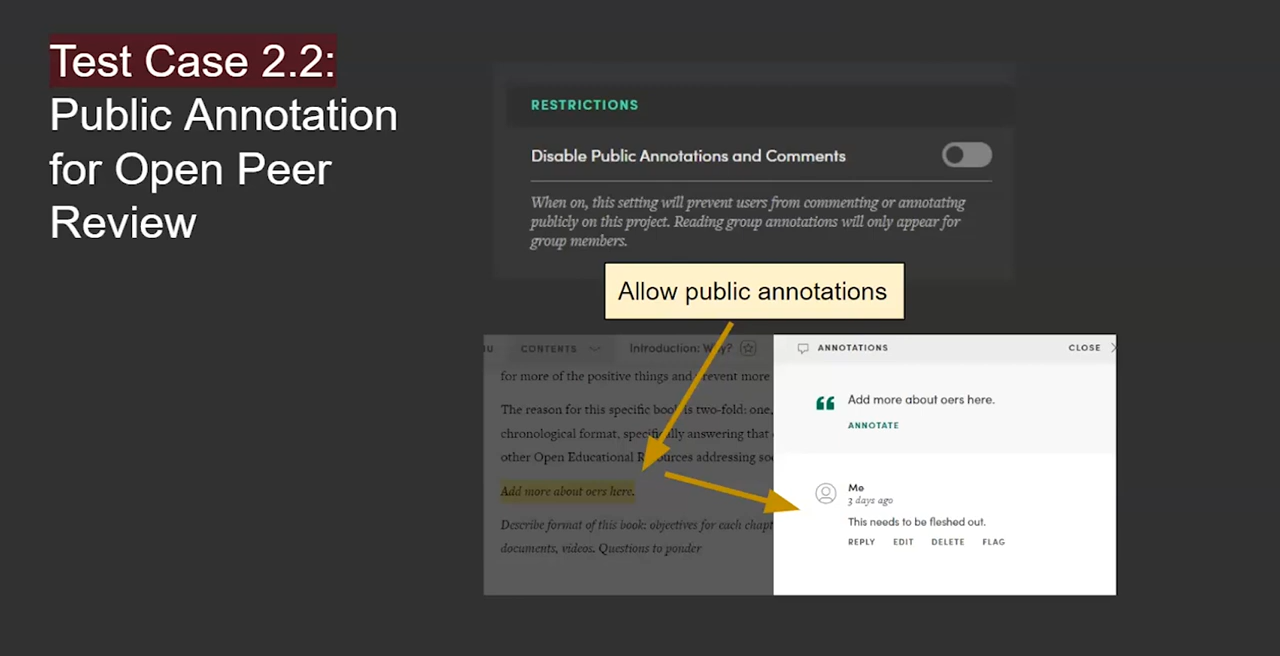 Test Case 2.2:
Public Annotation
for Open Peer
Review
RESTRICTIONS
Disable Public Annotations and Comments
When on, this setting will prevent users from commenting or annotating
publicly on this project. Reading group annotations will only appear for
group members.
Allow public annotations
CONTENTS
Introduction: Why?
for more of the positive things and prevent more
The reason for this specific book is two-fold: one,
chronological format, specifically answering that
other Open Educational Resources addressing
Add more about oers here.
Describe format of this book: objectives for each
documents, videos. Questions to ponder
ANNOTATIONS
CLOSE
Add more about oers here.
ANNOTATE
Me
3 days ago
This needs to be fleshed out.
REPLY EDIT DELETE FLAG